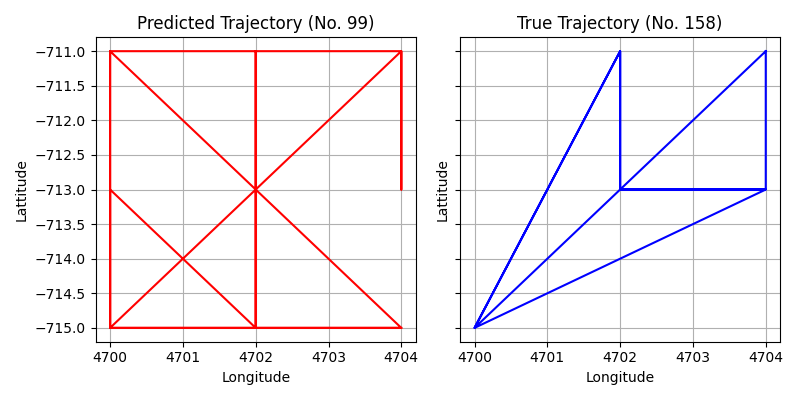 Predicted Trajectory (No. 99)
True Trajectory (No. 158)
−711.0
−711.5
−712.0
−712.5
−713.0
−713.5
−714.0
−714.5
−715.0
Lattitude
Lattitude
4700 4701 4702 4703 4704
4700 4701 4702 4703 4704
Longitude
Longitude